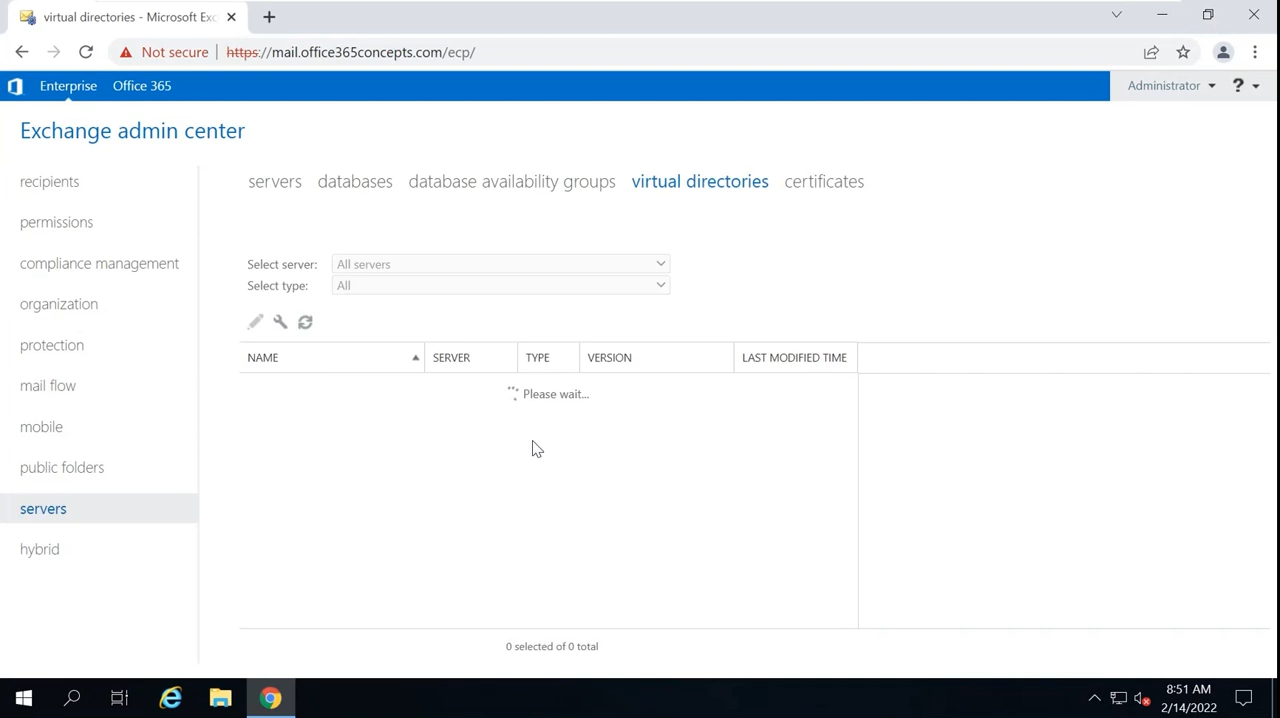 virtual directories - Microsoft Exc
Not secure https://mail.office365concepts.com/ecp/
Enterprise Office 365 Administrator ?
Exchange admin center
recipients
permissions
compliance management
organization
protection
mail flow
mobile
public folders
servers
hybrid
servers databases database availability groups virtual directories certificates
Select server: All servers
Select type: All
NAME SERVER TYPE VERSION LAST MODIFIED TIME
Please wait...
0 selected of 0 total
8:51 AM
2/14/2022